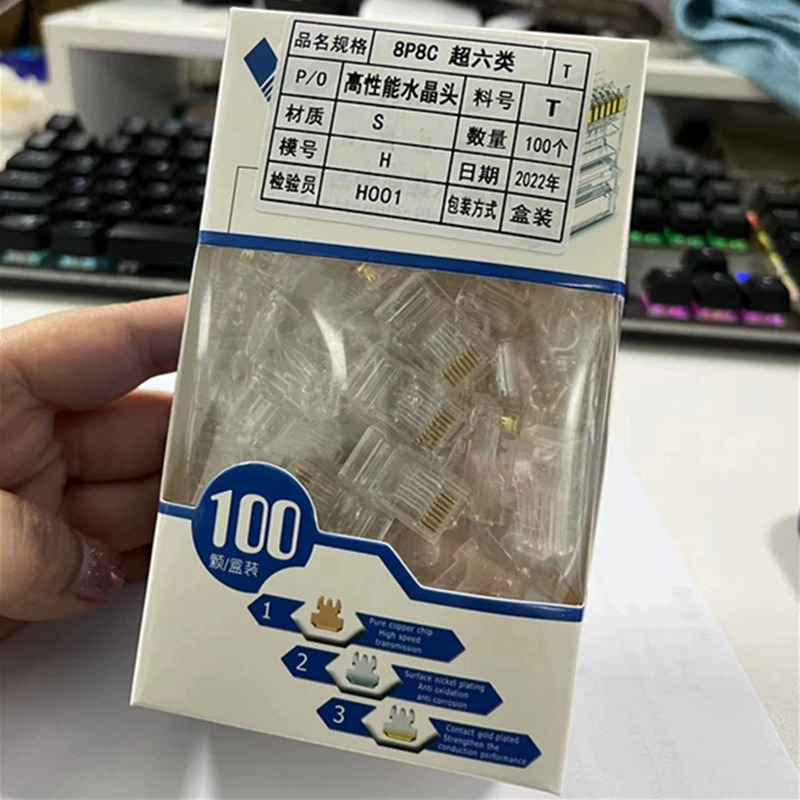 品名规格 8P8C 超六类 T
P/O 高性能水晶头 料号 T
材质 S 数量 100个
模号 H 日期 2022年
检验员 H001 包装方式 盒装
100
颗/盒装
1 Pure copper chip
High speed
transmission
2 Surface nickel plating
Anti oxidation
anti corrosion
3 Contact gold plated
Strengthen the
conduction performance